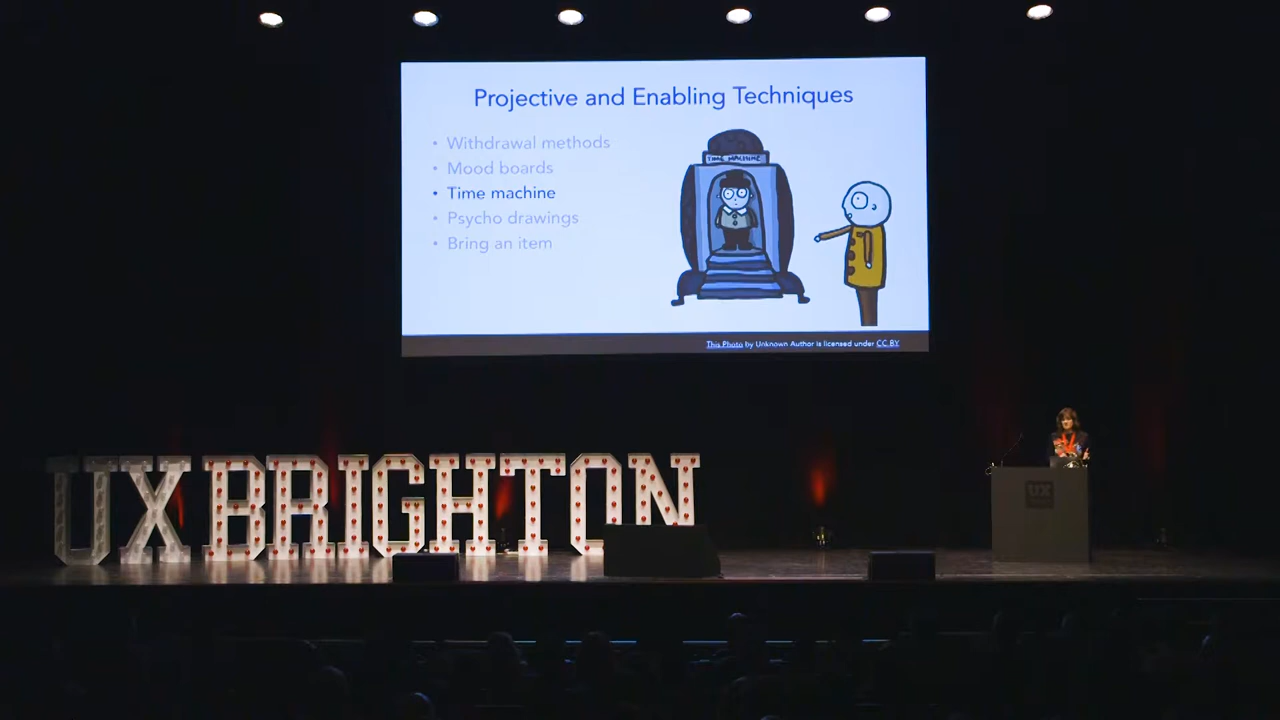 Projective and Enabling Techniques
• Withdrawal methods
• Mood boards
• Time machine
• Psycho drawings
• Bring an item
TIME MACHINE
This Photo by Unknown Author is licensed under CC BY
UX BRIGHTON
ux